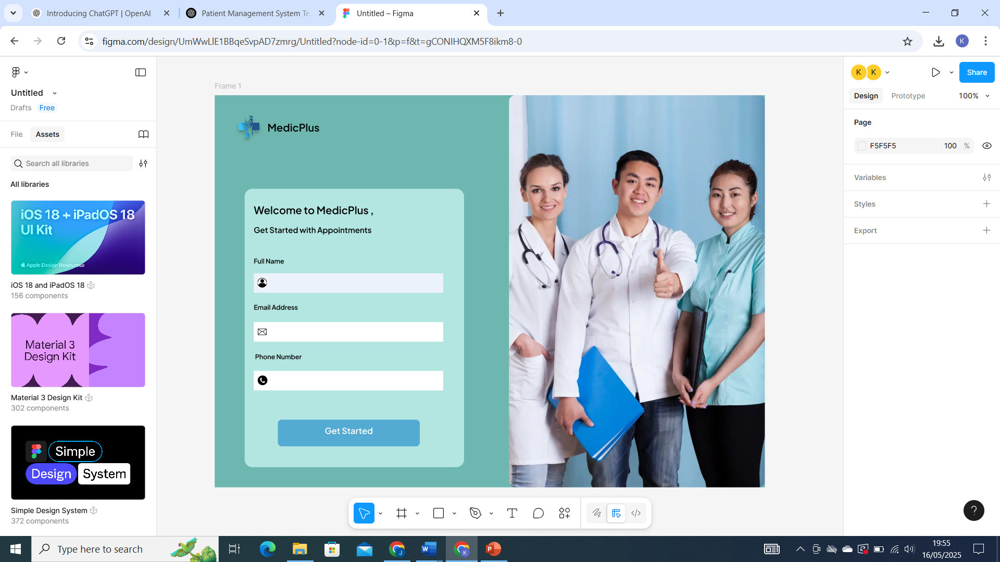 Introducing ChatGPT | OpenAI
Patient Management System Te
Untitled – Figma
figma.com/design/UmWwLlE1BBqeSvpAD7zmrg/Untitled?node-id=0-1&p=f&t=gCONIHQXM5F8ikm8-0
K
Untitled
Drafts Free
File Assets
Search all libraries
All libraries
iOS 18 + iPadOS 18
UI Kit
Apple Design Resources
iOS 18 and iPadOS 18
156 components
Material 3
Design Kit
Material 3 Design Kit
302 components
Simple
Design System
Simple Design System
372 components
Frame 1
MedicPlus
Welcome to MedicPlus ,
Get Started with Appointments
Full Name
Email Address
Phone Number
Get Started
K K
Share
Design Prototype 100%
Page
F5F5F5 100 %
Variables
Styles
Export
?
Type here to search
19:55
16/05/2025